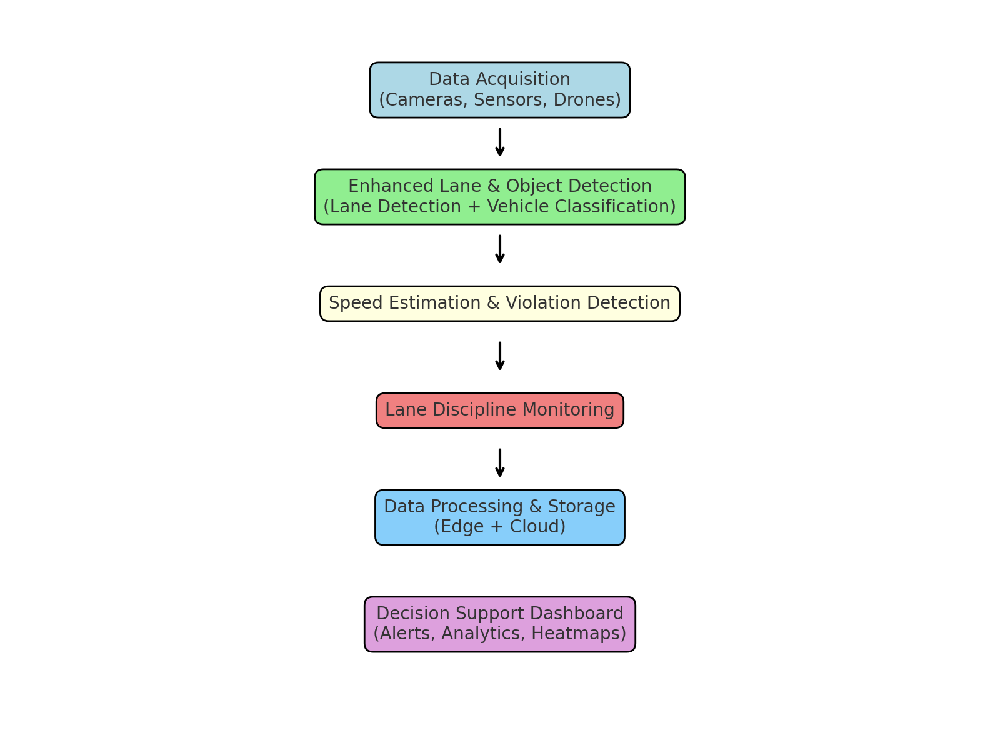 Data Acquisition
(Cameras, Sensors, Drones)
Enhanced Lane & Object Detection
(Lane Detection + Vehicle Classification)
Speed Estimation & Violation Detection
Lane Discipline Monitoring
Data Processing & Storage
(Edge + Cloud)
Decision Support Dashboard
(Alerts, Analytics, Heatmaps)